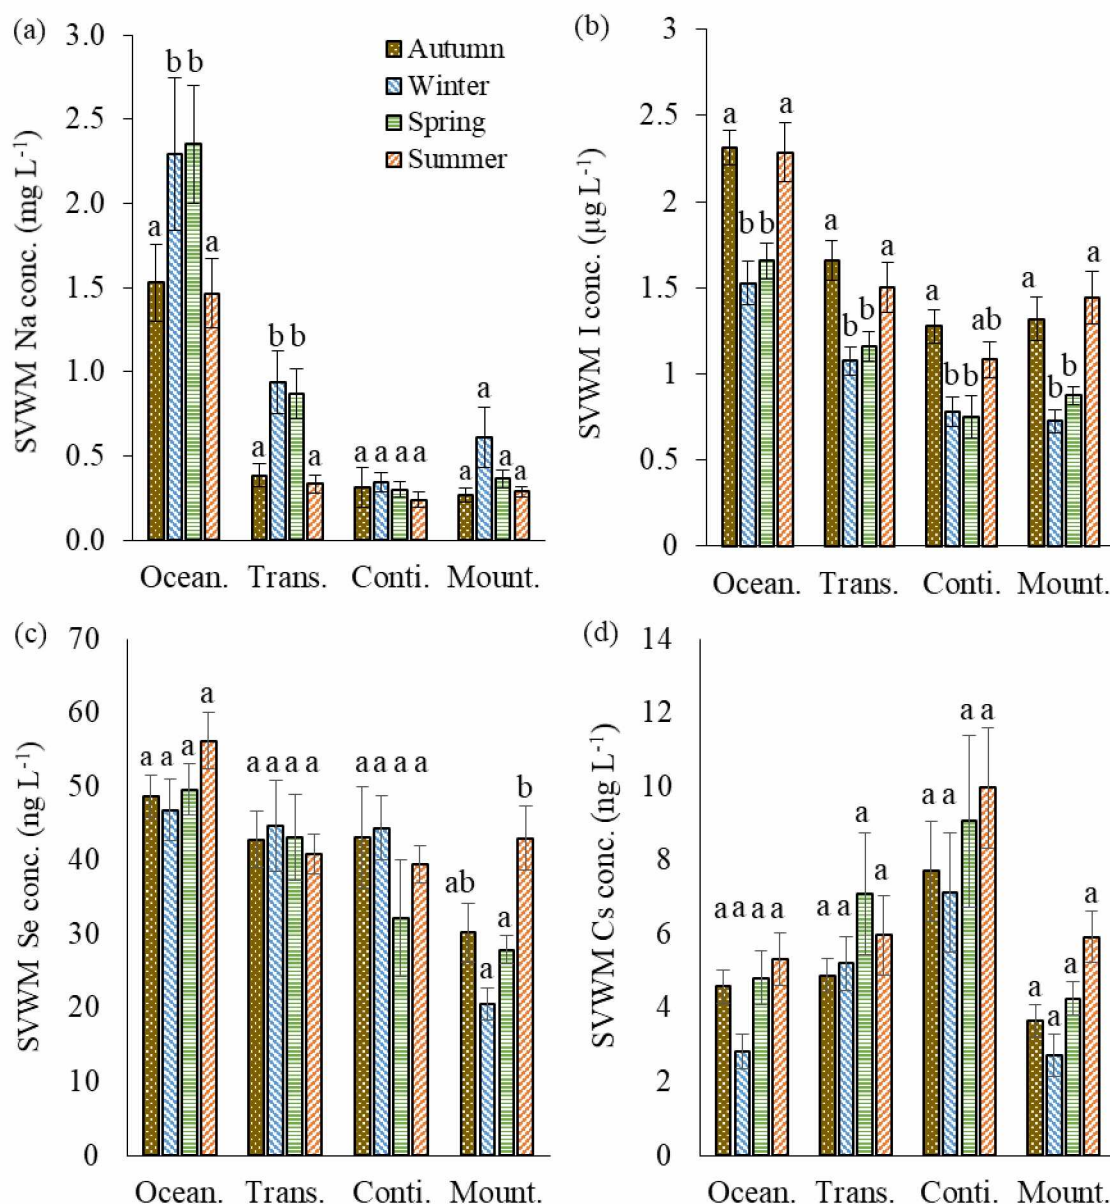 (a)
SVWM Na conc. (mg L-1)
3.0
2.5
2.0
1.5
1.0
0.5
0.0
Autumn
Winter
Spring
Summer
a b b a
a b b a
a a a a
a a a a
Ocean. Trans. Conti. Mount.
(b)
SVWM I conc. (µg L-1)
3
2.5
2
1.5
1
0.5
0
a b b a
a b b a
a b b ab
a b b a
Ocean. Trans. Conti. Mount.
(c)
SVWM Se conc. (ng L-1)
70
60
50
40
30
20
10
0
a a a a
a a a a
a a a a
ab a a b
Ocean. Trans. Conti. Mount.
(d)
SVWM Cs conc. (ng L-1)
14
12
10
8
6
4
2
0
a a a a
a a a a
a a a a
a a a a
Ocean. Trans. Conti. Mount.